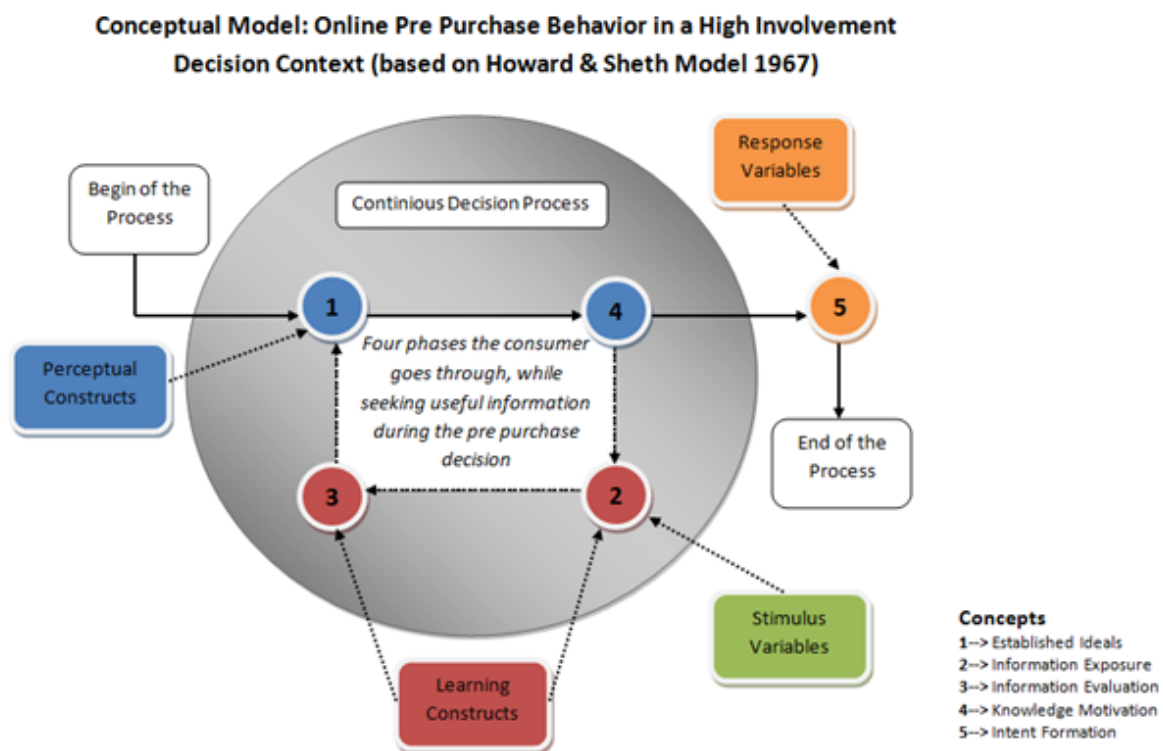 Conceptual Model: Online Pre Purchase Behavior in a High Involvement
Decision Context (based on Howard & Sheth Model 1967)
Response
Variables
Begin of the
Process
Continious Decision Process
1
4
5
Four phases the consumer
goes through, while
seeking useful information
during the pre purchase
decision
Perceptual
Constructs
End of the
Process
3
2
Stimulus
Variables
Learning
Constructs
Concepts
1--> Established Ideals
2--> Information Exposure
3--> Information Evaluation
4--> Knowledge Motivation
5--> Intent Formation